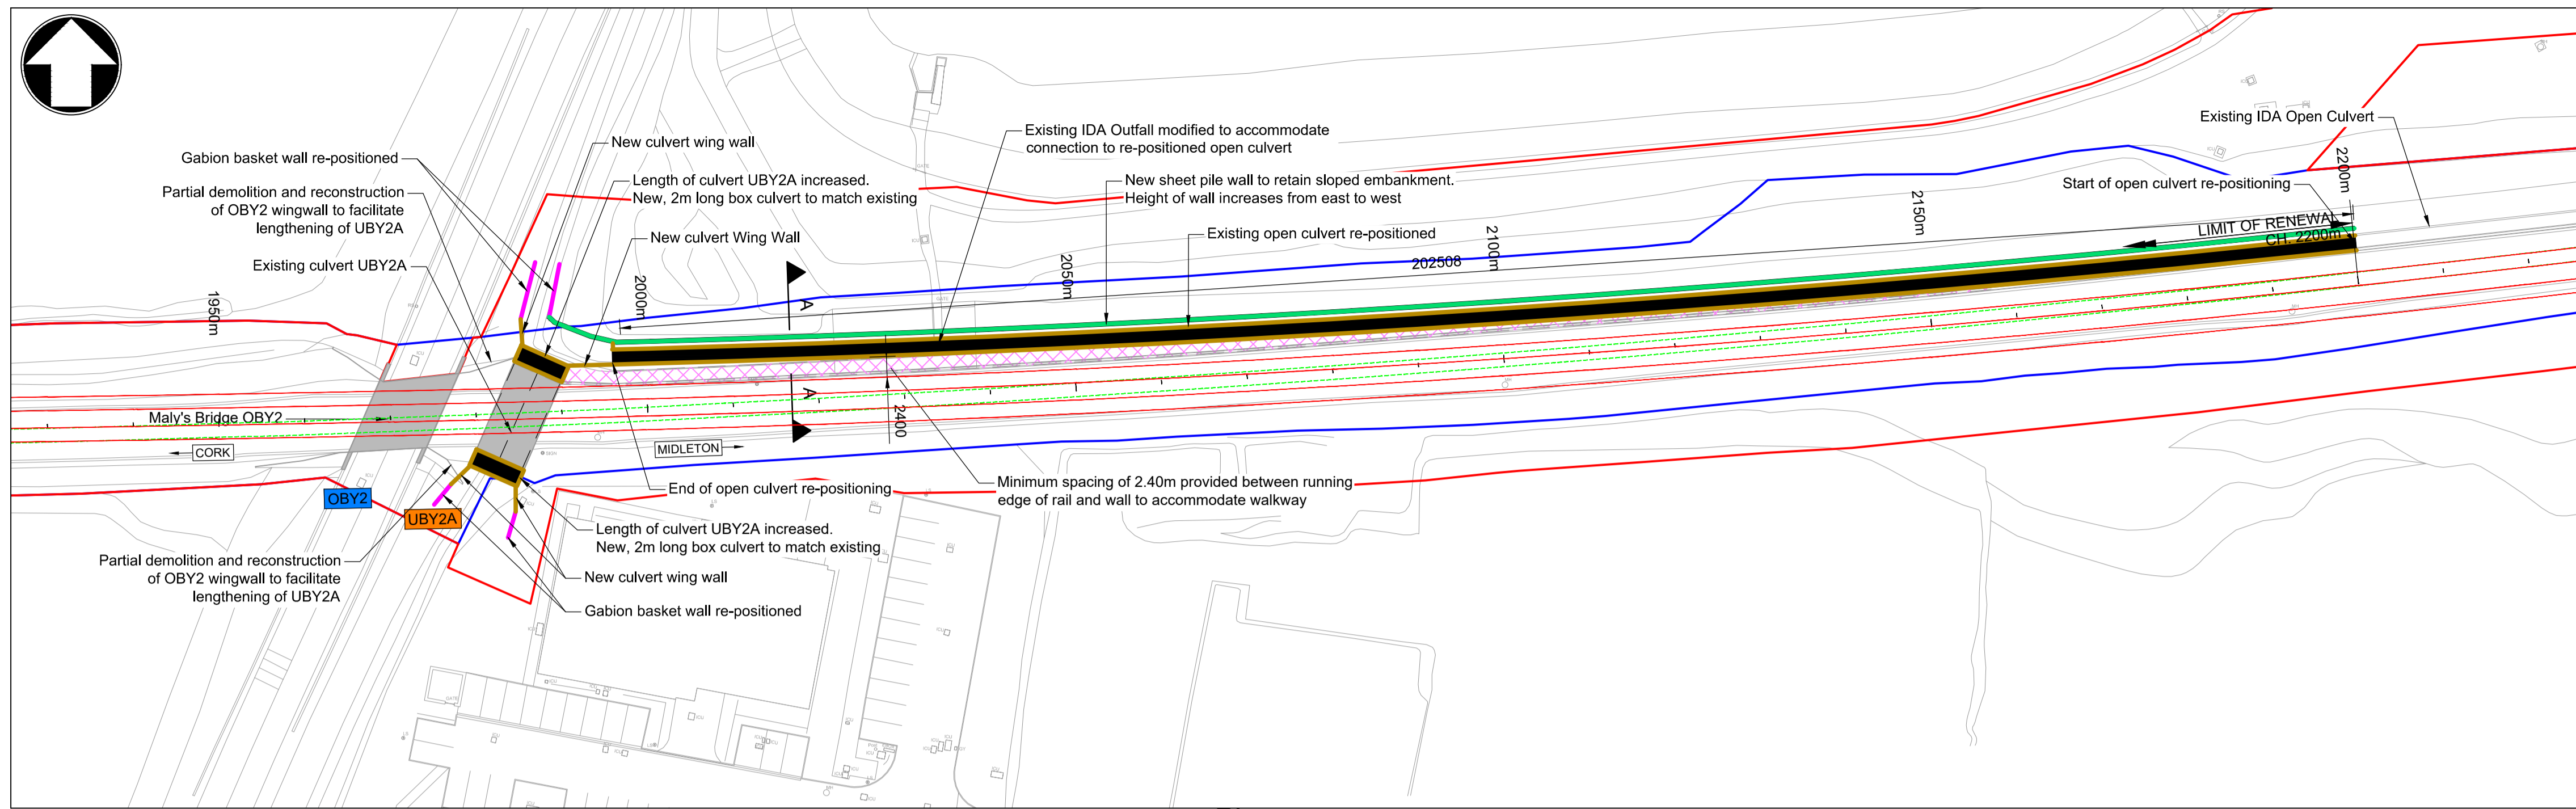 Existing IDA Outfall modified to accommodate
connection to re-positioned open culvert
Existing IDA Open Culvert
New culvert wing wall
Gabion basket wall re-positioned
Length of culvert UBY2A increased.
New, 2m long box culvert to match existing
New sheet pile wall to retain sloped embankment.
Height of wall increases from east to west
Start of open culvert re-positioning
Partial demolition and reconstruction
of OBY2 wingwall to facilitate
lengthening of UBY2A
New culvert Wing Wall
Existing open culvert re-positioned
Existing culvert UBY2A
LIMIT OF RENEWAL
CH. 2200m
202508
1950m
2000m
2050m
2100m
2150m
2200m
A
A
GATE
GATE
2400
Maly's Bridge OBY2
CORK
MIDLETON
SIGN
OBY2
UBY2A
End of open culvert re-positioning
Minimum spacing of 2.40m provided between running
edge of rail and wall to accommodate walkway
Length of culvert UBY2A increased.
New, 2m long box culvert to match existing
Partial demolition and reconstruction
of OBY2 wingwall to facilitate
lengthening of UBY2A
New culvert wing wall
Gabion basket wall re-positioned
GATE